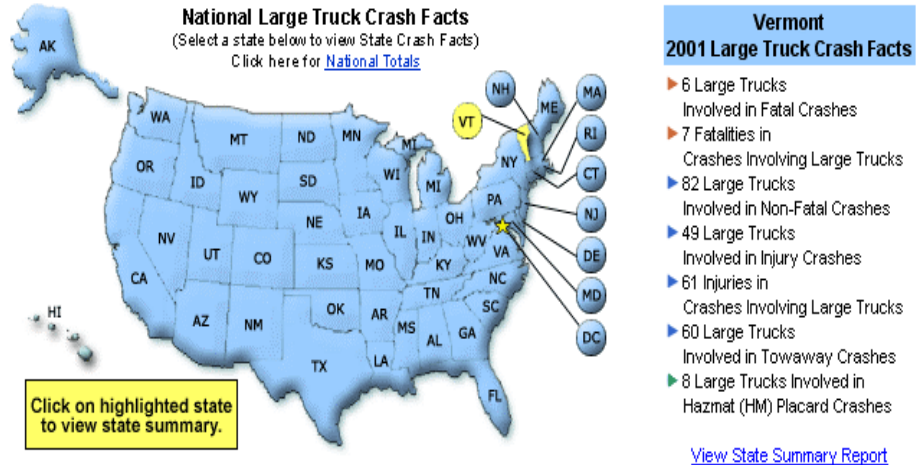 National Large Truck Crash Facts
(Select a state below to view State Crash Facts)
Click here for National Totals
AK
WA
MT
ND
MN
MI
VT
NH
ME
MA
RI
CT
NJ
DE
MD
DC
OR
ID
WY
SD
WI
MI
NY
PA
NE
IA
IL
IN
OH
WV
VA
NV
UT
CO
KS
MO
KY
NC
CA
AZ
NM
OK
AR
TN
SC
MS
AL
GA
TX
LA
FL
HI
Click on highlighted state
to view state summary.
Vermont
2001 Large Truck Crash Facts
6 Large Trucks
Involved in Fatal Crashes
7 Fatalities in
Crashes Involving Large Trucks
82 Large Trucks
Involved in Non-Fatal Crashes
49 Large Trucks
Involved in Injury Crashes
61 Injuries in
Crashes Involving Large Trucks
60 Large Trucks
Involved in Towaway Crashes
8 Large Trucks Involved in
Hazmat (HM) Placard Crashes
View State Summary Report